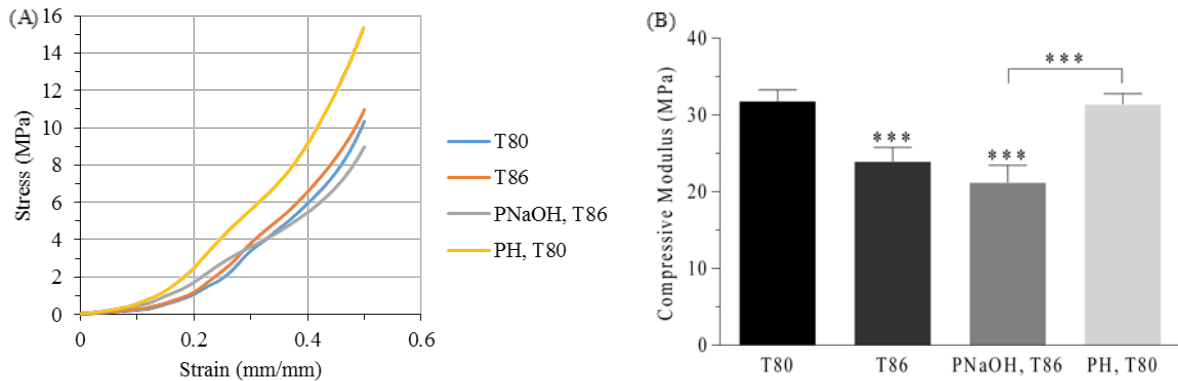 (A)
Stress (MPa)
16
14
12
10
8
6
4
2
0
0 0.2 0.4 0.6
Strain (mm/mm)
T80
T86
PNaOH, T86
PH, T80
(B)
Compressive Modulus (MPa)
40
30
20
10
0
***
***
***
T80 T86 PNaOH, T86 PH, T80